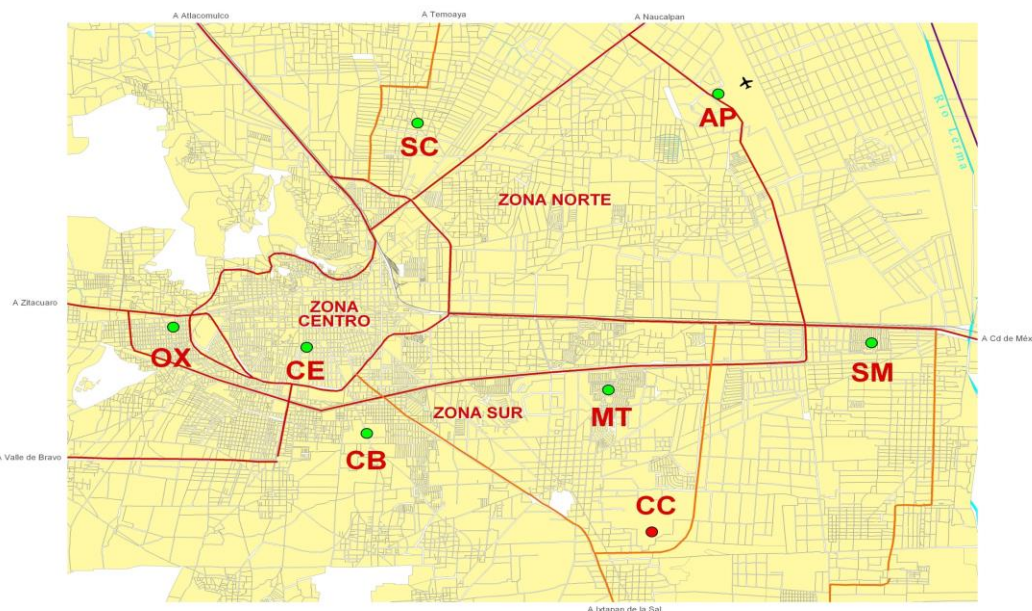 A Atlacomulco
A Temoaya
A Naucalpan
AP
SC
Río Lerma
ZONA NORTE
A Zitacuaro
ZONA
CENTRO
A Cd de Méx
OX
CE
SM
ZONA SUR
MT
CB
A Valle de Bravo
CC
A Ixtapan de la Sal